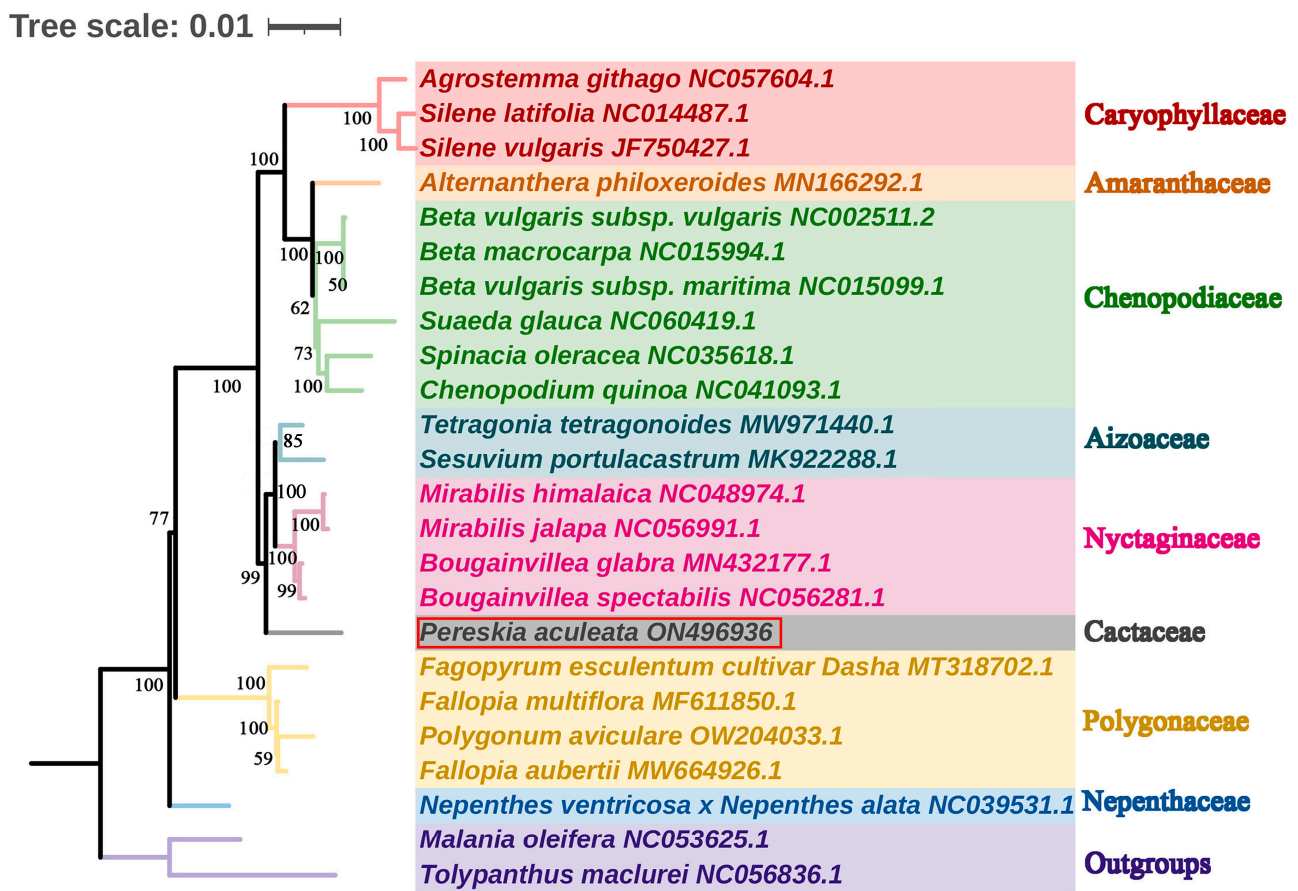 Tree scale: 0.01
Agrostemma githago NC057604.1
Silene latifolia NC014487.1
Silene vulgaris JF750427.1
Caryophyllaceae
Alternanthera philoxeroides MN166292.1
Amaranthaceae
Beta vulgaris subsp. vulgaris NC002511.2
Beta macrocarpa NC015994.1
Beta vulgaris subsp. maritima NC015099.1
Suaeda glauca NC060419.1
Spinacia oleracea NC035618.1
Chenopodium quinoa NC041093.1
Chenopodiaceae
Tetragonia tetragonoides MW971440.1
Sesuvium portulacastrum MK922288.1
Aizoaceae
Mirabilis himalaica NC048974.1
Mirabilis jalapa NC056991.1
Bougainvillea glabra MN432177.1
Bougainvillea spectabilis NC056281.1
Nyctaginaceae
Pereskia aculeata ON496936
Cactaceae
Fagopyrum esculentum cultivar Dasha MT318702.1
Fallopia multiflora MF611850.1
Polygonum aviculare OW204033.1
Fallopia aubertii MW664926.1
Polygonaceae
Nepenthes ventricosa x Nepenthes alata NC039531.1
Nepenthaceae
Malania oleifera NC053625.1
Tolypanthus maclurei NC056836.1
Outgroups
100
100
100
100
100
50
62
73
100
100
85
100
100
100
99
99
77
100
100
100
59